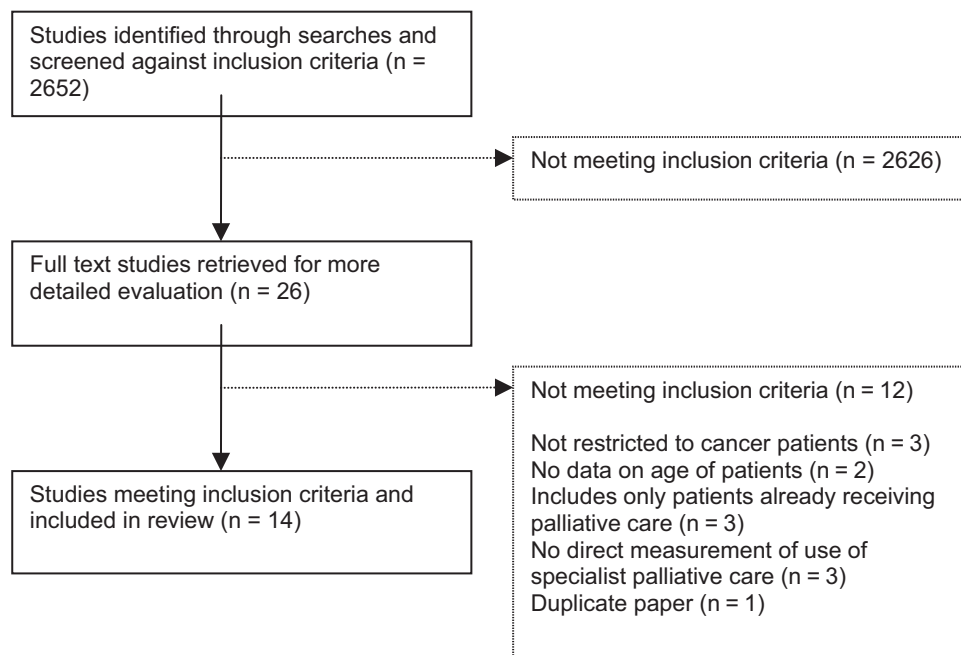 Studies identified through searches and
screened against inclusion criteria (n =
2652)
Not meeting inclusion criteria (n = 2626)
Full text studies retrieved for more
detailed evaluation (n = 26)
Not meeting inclusion criteria (n = 12)
Not restricted to cancer patients (n = 3)
No data on age of patients (n = 2)
Includes only patients already receiving
palliative care (n = 3)
No direct measurement of use of
specialist palliative care (n = 3)
Duplicate paper (n = 1)
Studies meeting inclusion criteria and
included in review (n = 14)